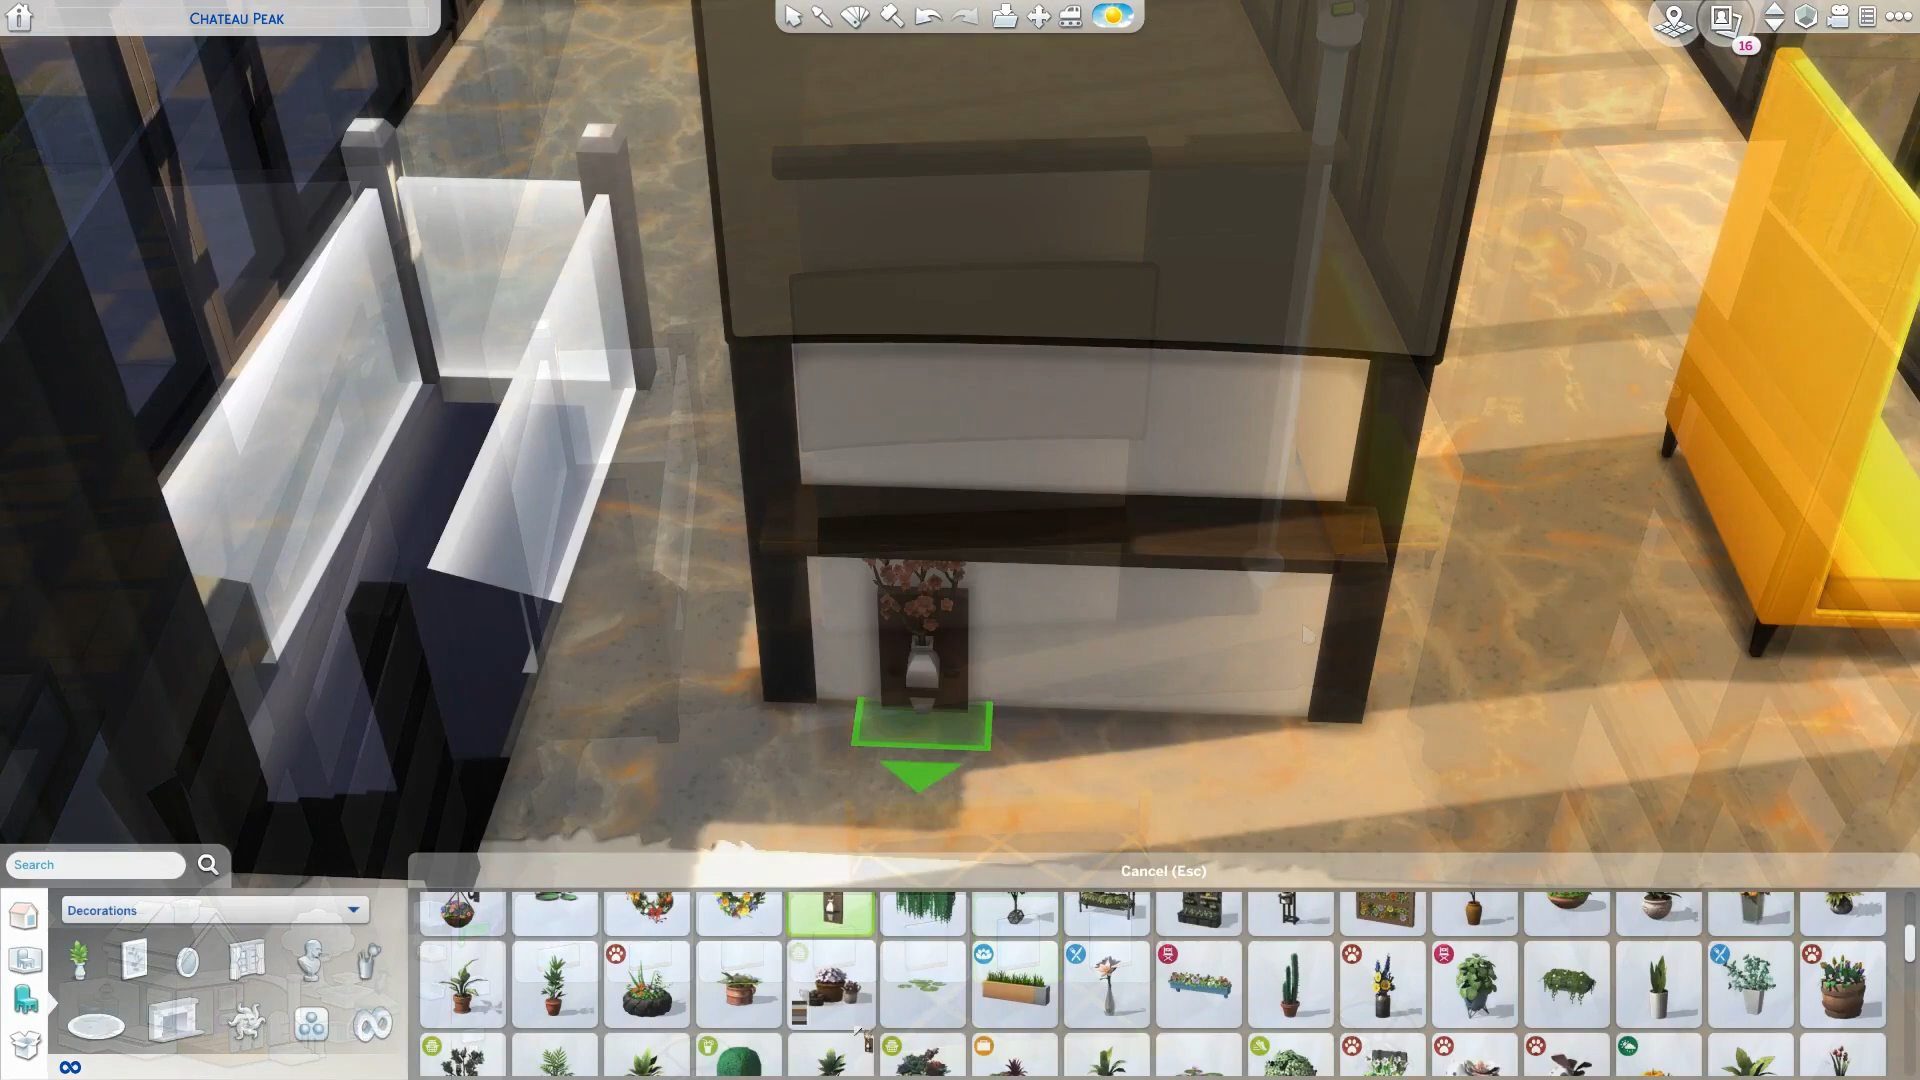 CHATEAU PEAK
16
Search
Cancel (Esc)
Decorations